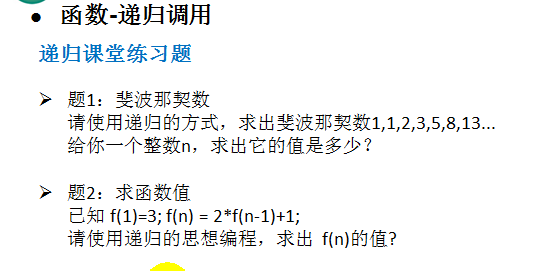 ● 函数-递归调用
递归课堂练习题
➢ 题1：斐波那契数
请使用递归的方式，求出斐波那契数1,1,2,3,5,8,13...
给你一个整数n，求出它的值是多少？
➢ 题2：求函数值
已知 f(1)=3; f(n) = 2*f(n-1)+1;
请使用递归的思想编程，求出 f(n)的值?